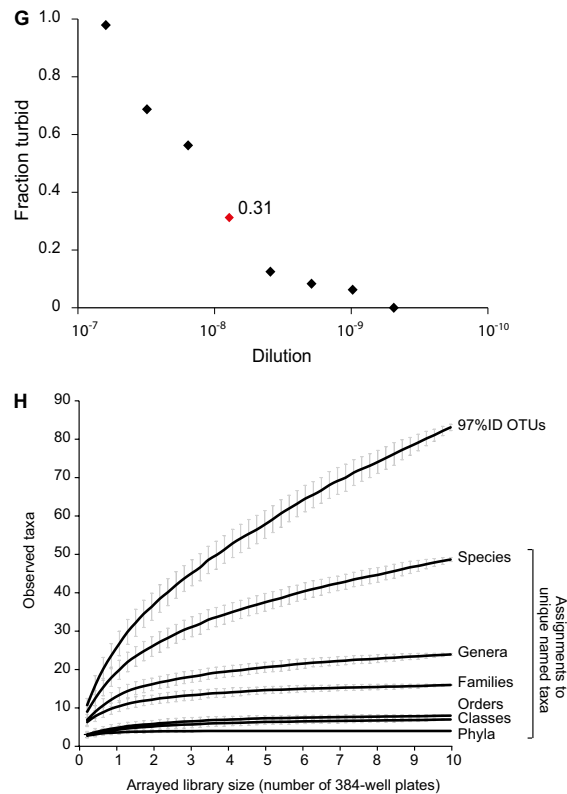 G
1.0
0.8
0.6
0.4
0.2
0
Fraction turbid
0.31
10⁻⁷
10⁻⁸
10⁻⁹
10⁻¹⁰
Dilution
H
90
80
70
60
50
40
30
20
10
0
Observed taxa
97%ID OTUs
Species
Genera
Families
Orders
Classes
Phyla
Assignments to
unique named taxa
0 1 2 3 4 5 6 7 8 9 10
Arrayed library size (number of 384-well plates)